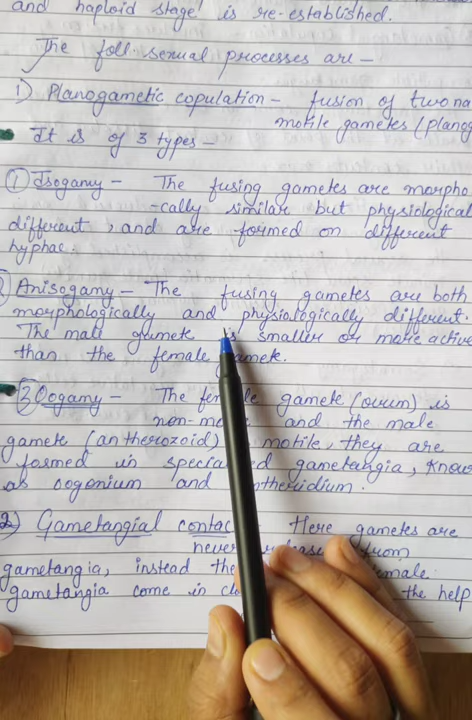 and haploid stage' is re-established.
The foll. sexual processes are -
1) Planogametic copulation - fusion of two na
motile gametes (planog
It is of 3 types -
① Isogamy - The fusing gametes are morpho
-cally similar but physiological
different, and are formed on different
hyphae.
Anisogamy - The fusing gametes are both
morphologically and physiologically different.
The male gamete is smaller or more active
than the female gamete.
3 Oogamy - The female gamete (ovum) is
non-mo and the male
gamete (antherozoid) motile, they are
formed in specialised gametangia, know
as oogonium and antheridium.
2) Gametangial contac Here gametes are
never released from
gametangia, instead the female
gametangia come in cl the help